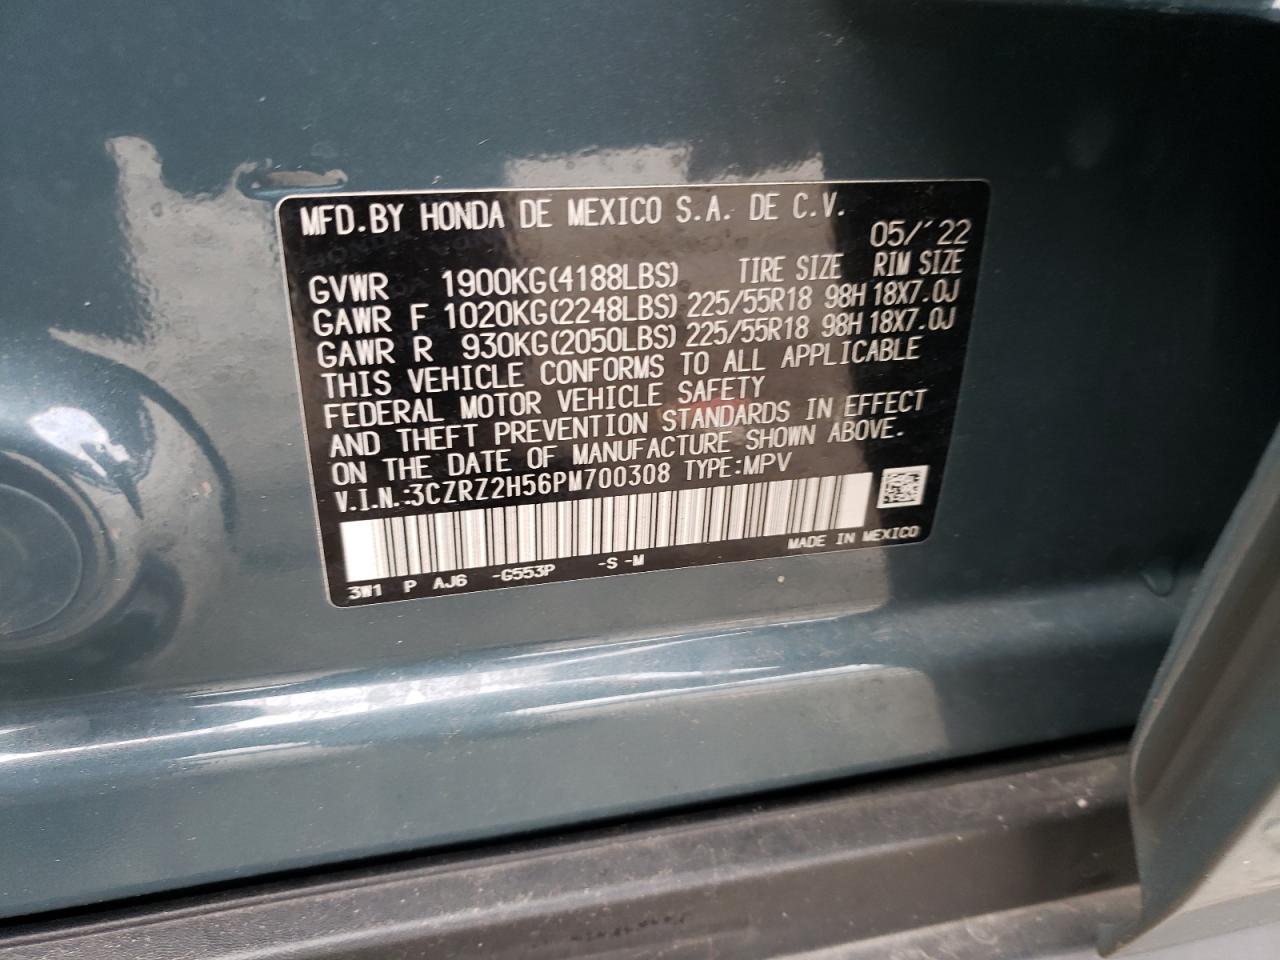 MFD.BY HONDA DE MEXICO S.A. DE C.V.
05/'22
GVWR 1900KG(4188LBS) TIRE SIZE RIM SIZE
GAWR F 1020KG(2248LBS) 225/55R18 98H 18X7.0J
GAWR R 930KG(2050LBS) 225/55R18 98H 18X7.0J
THIS VEHICLE CONFORMS TO ALL APPLICABLE
FEDERAL MOTOR VEHICLE SAFETY
AND THEFT PREVENTION STANDARDS IN EFFECT
ON THE DATE OF MANUFACTURE SHOWN ABOVE.
V.I.N.:3CZRZ2H56PM700308 TYPE:MPV
MADE IN MEXICO
3W1 P AJ6 -G553P -S -M